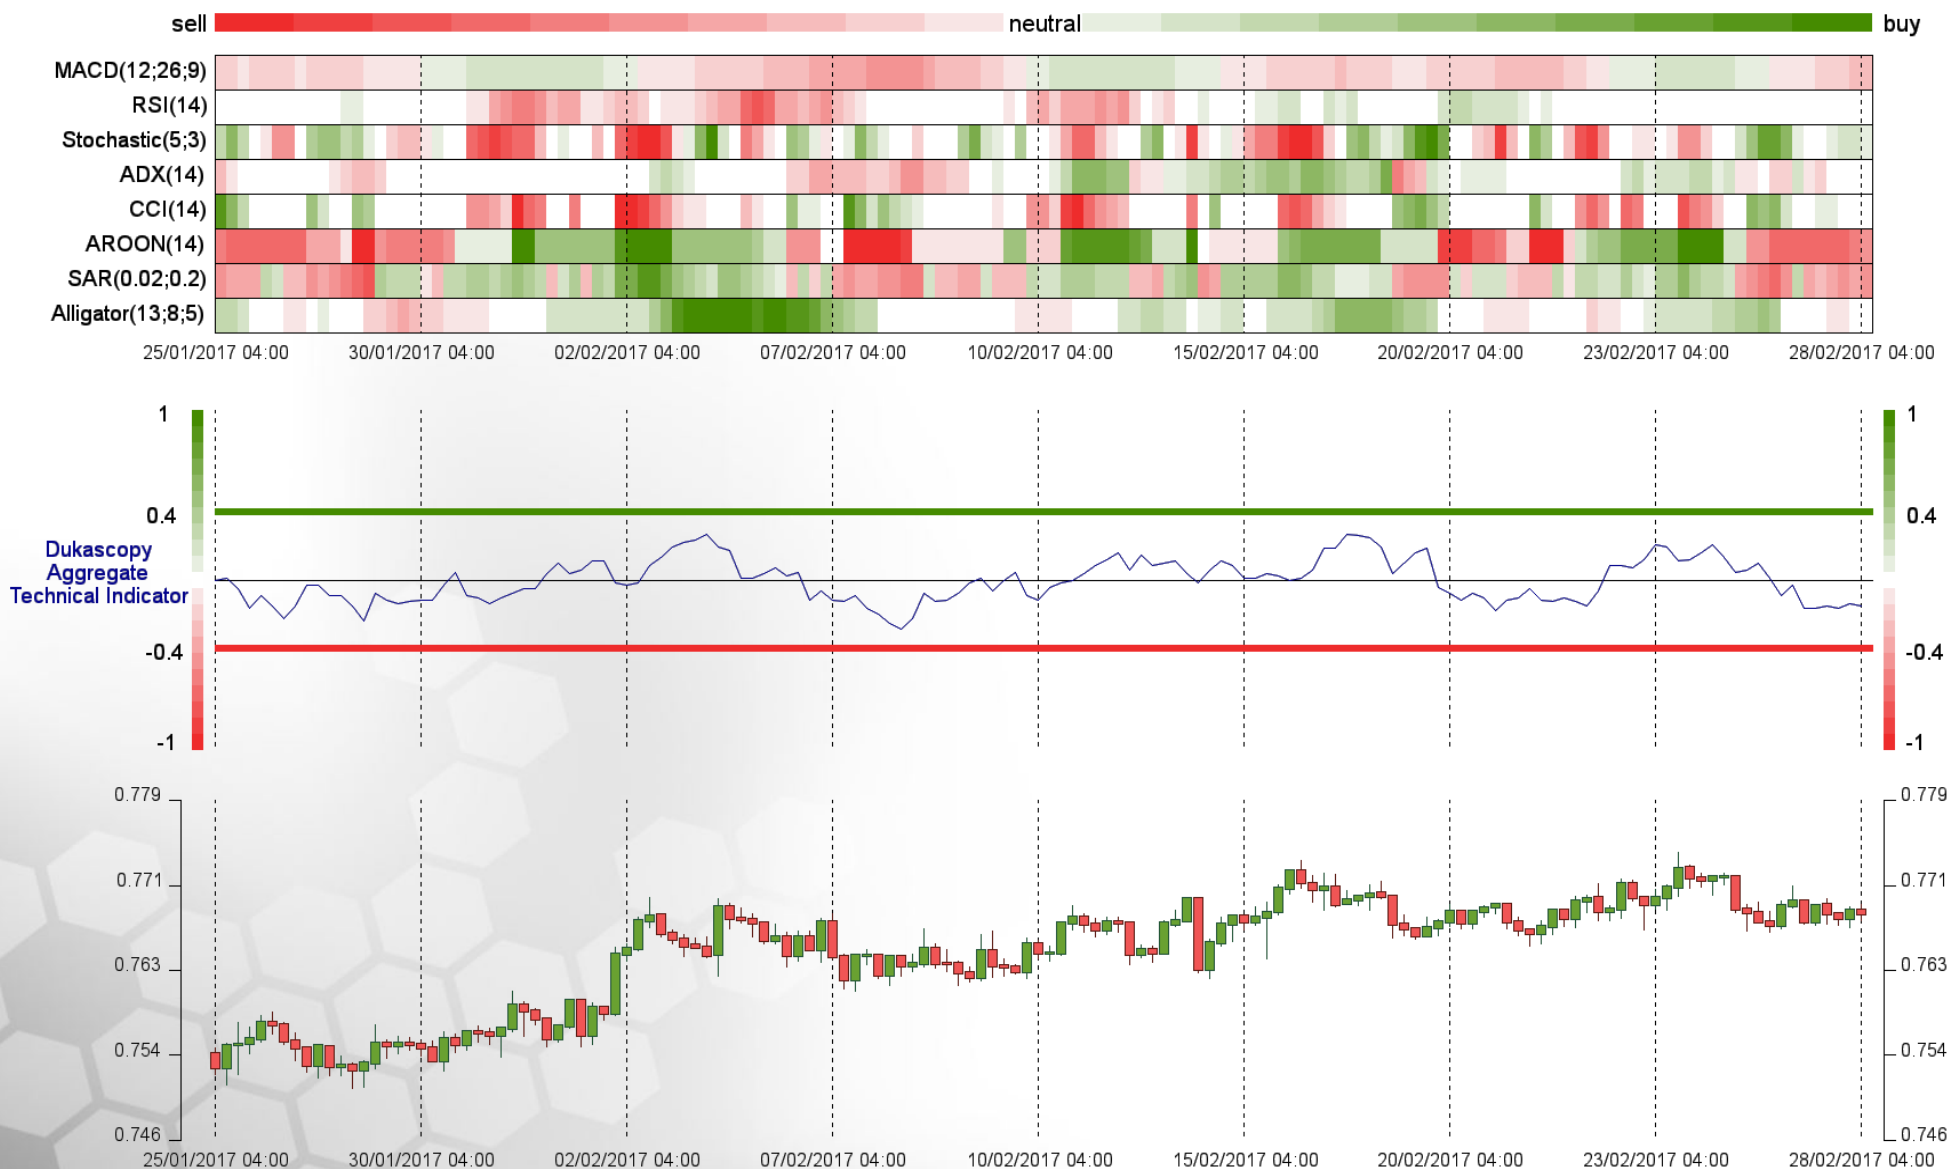 sell neutral buy
MACD(12;26;9)
RSI(14)
Stochastic(5;3)
ADX(14)
CCI(14)
AROON(14)
SAR(0.02;0.2)
Alligator(13;8;5)
25/01/2017 04:00 30/01/2017 04:00 02/02/2017 04:00 07/02/2017 04:00 10/02/2017 04:00 15/02/2017 04:00 20/02/2017 04:00 23/02/2017 04:00 28/02/2017 04:00
1 1
0.4 0.4
Dukascopy
Aggregate
Technical Indicator
-0.4 -0.4
-1 -1
0.779 0.779
0.771 0.771
0.763 0.763
0.754 0.754
0.746 0.746
25/01/2017 04:00 30/01/2017 04:00 02/02/2017 04:00 07/02/2017 04:00 10/02/2017 04:00 15/02/2017 04:00 20/02/2017 04:00 23/02/2017 04:00 28/02/2017 04:00